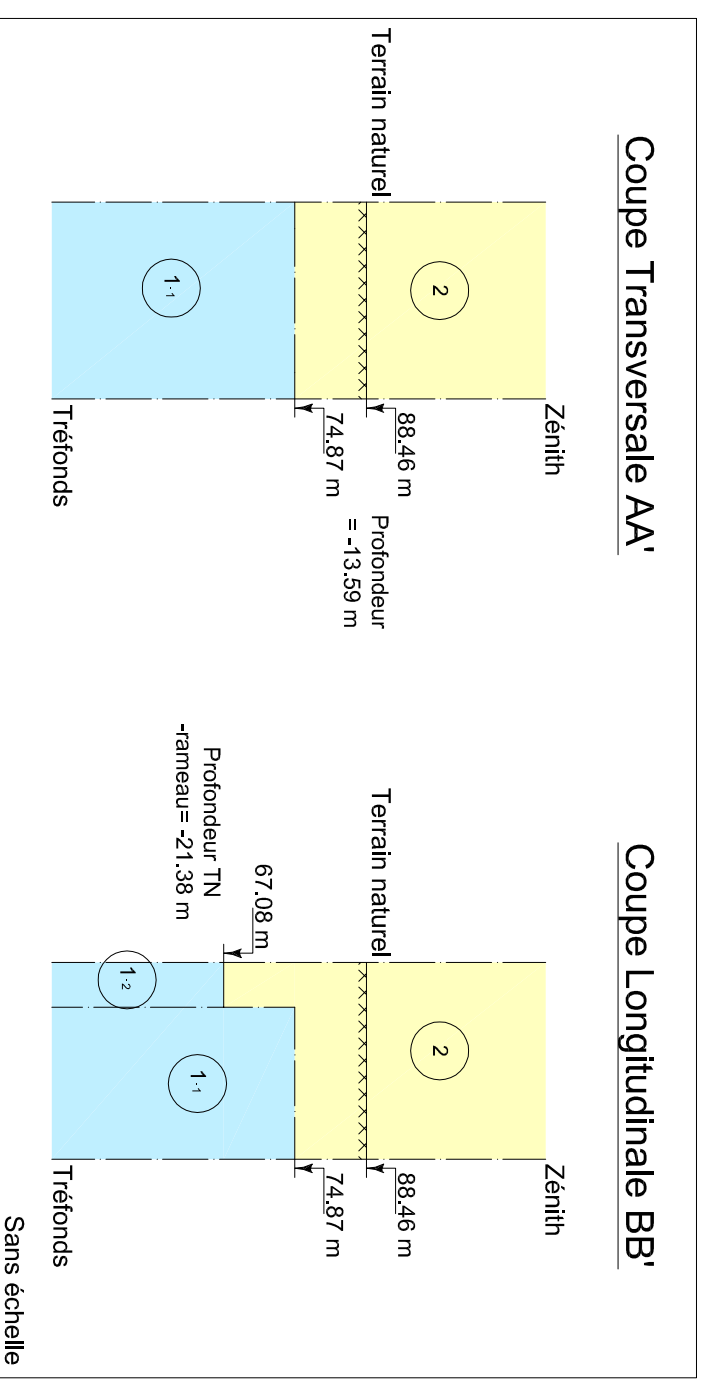 Coupe Transversale AA'
Zénith
2
Terrain naturel
88.46 m
Profondeur
= -13.59 m
74.87 m
1-1
Tréfonds
Coupe Longitudinale BB'
Zénith
2
Terrain naturel
88.46 m
74.87 m
67.08 m
Profondeur TN
-rameau= -21.38 m
1-1
1-2
Tréfonds
Sans échelle